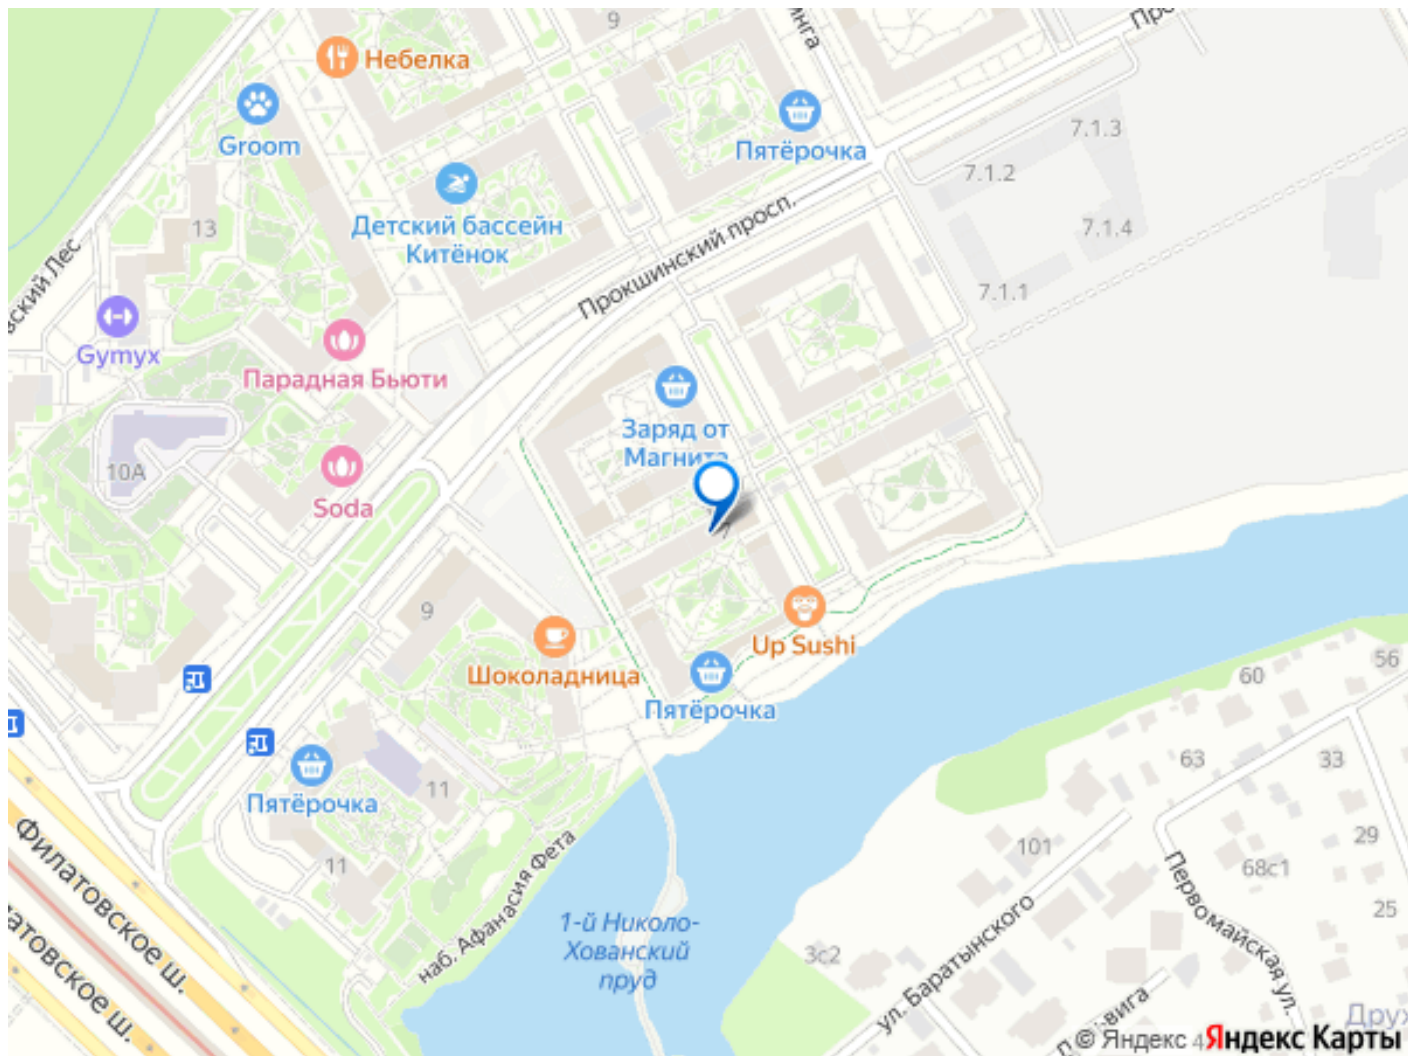 9
Небелка
Groom
Пятёрочка
7.1.3
7.1.2
Детский бассейн
Китёнок
13
Прокшинский просп.
7.1.4
7.1.1
Gymyx
Парадная Бьюти
Заряд от
Магнита
10А
Soda
7
9
Up Sushi
Шоколадница
Пятёрочка
60
56
63
33
Пятёрочка
11
11
29
101
68с1
25
Филатовское ш.
наб. Афанасия Фета
1-й Николо-
Хованский
пруд
3с2
ул. Баратынского
Первомайская ул.
© Яндекс
Яндекс Карты